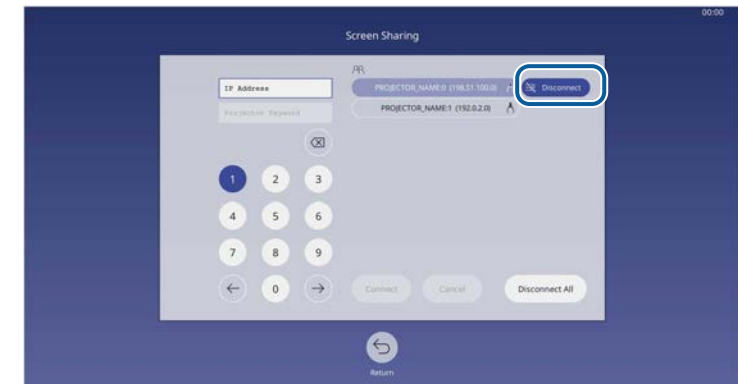 00:00
Screen Sharing
IP Address
Projector Keyword
PROJECTOR_NAME:0 (198.51.100.0)
Disconnect
PROJECTOR_NAME:1 (192.0.2.0)
1 2 3
4 5 6
7 8 9
0
Connect Cancel Disconnect All
Return